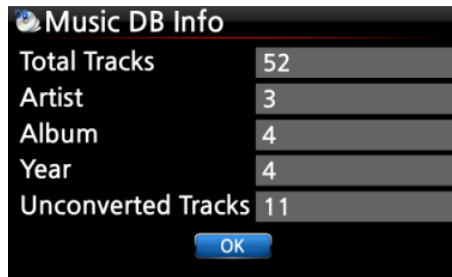 Music DB Info
Total Tracks 52
Artist 3
Album 4
Year 4
Unconverted Tracks 11
OK